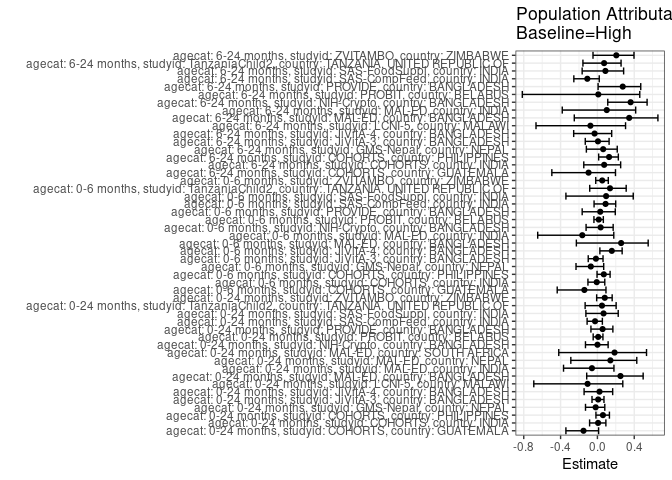 Population Attributa
Baseline=High
agecat: 6-24 months, studyid: ZVITAMBO, country: ZIMBABWE
agecat: 6-24 months, studyid: TanzaniaChild2, country: TANZANIA, UNITED REPUBLIC OF
agecat: 6-24 months, studyid: SAS-FoodSuppl, country: INDIA
agecat: 6-24 months, studyid: SAS-CompFeed, country: INDIA
agecat: 6-24 months, studyid: PROVIDE, country: BANGLADESH
agecat: 6-24 months, studyid: PROBIT, country: BELARUS
agecat: 6-24 months, studyid: NIH-Crypto, country: BANGLADESH
agecat: 6-24 months, studyid: MAL-ED, country: INDIA
agecat: 6-24 months, studyid: MAL-ED, country: BANGLADESH
agecat: 6-24 months, studyid: LCNI-5, country: MALAWI
agecat: 6-24 months, studyid: JiVitA-4, country: BANGLADESH
agecat: 6-24 months, studyid: JiVitA-3, country: BANGLADESH
agecat: 6-24 months, studyid: GMS-Nepal, country: NEPAL
agecat: 6-24 months, studyid: COHORTS, country: PHILIPPINES
agecat: 6-24 months, studyid: COHORTS, country: INDIA
agecat: 6-24 months, studyid: COHORTS, country: GUATEMALA
agecat: 0-6 months, studyid: ZVITAMBO, country: ZIMBABWE
agecat: 0-6 months, studyid: TanzaniaChild2, country: TANZANIA, UNITED REPUBLIC OF
agecat: 0-6 months, studyid: SAS-FoodSuppl, country: INDIA
agecat: 0-6 months, studyid: SAS-CompFeed, country: INDIA
agecat: 0-6 months, studyid: PROVIDE, country: BANGLADESH
agecat: 0-6 months, studyid: PROBIT, country: BELARUS
agecat: 0-6 months, studyid: NIH-Crypto, country: BANGLADESH
agecat: 0-6 months, studyid: MAL-ED, country: INDIA
agecat: 0-6 months, studyid: MAL-ED, country: BANGLADESH
agecat: 0-6 months, studyid: JiVitA-4, country: BANGLADESH
agecat: 0-6 months, studyid: JiVitA-3, country: BANGLADESH
agecat: 0-6 months, studyid: GMS-Nepal, country: NEPAL
agecat: 0-6 months, studyid: COHORTS, country: PHILIPPINES
agecat: 0-6 months, studyid: COHORTS, country: INDIA
agecat: 0-6 months, studyid: COHORTS, country: GUATEMALA
agecat: 0-24 months, studyid: ZVITAMBO, country: ZIMBABWE
agecat: 0-24 months, studyid: TanzaniaChild2, country: TANZANIA, UNITED REPUBLIC OF
agecat: 0-24 months, studyid: SAS-FoodSuppl, country: INDIA
agecat: 0-24 months, studyid: SAS-CompFeed, country: INDIA
agecat: 0-24 months, studyid: PROVIDE, country: BANGLADESH
agecat: 0-24 months, studyid: PROBIT, country: BELARUS
agecat: 0-24 months, studyid: NIH-Crypto, country: BANGLADESH
agecat: 0-24 months, studyid: MAL-ED, country: SOUTH AFRICA
agecat: 0-24 months, studyid: MAL-ED, country: NEPAL
agecat: 0-24 months, studyid: MAL-ED, country: INDIA
agecat: 0-24 months, studyid: MAL-ED, country: BANGLADESH
agecat: 0-24 months, studyid: LCNI-5, country: MALAWI
agecat: 0-24 months, studyid: JiVitA-4, country: BANGLADESH
agecat: 0-24 months, studyid: JiVitA-3, country: BANGLADESH
agecat: 0-24 months, studyid: GMS-Nepal, country: NEPAL
agecat: 0-24 months, studyid: COHORTS, country: PHILIPPINES
agecat: 0-24 months, studyid: COHORTS, country: INDIA
agecat: 0-24 months, studyid: COHORTS, country: GUATEMALA
-0.8 -0.4 0.0 0.4
Estimate